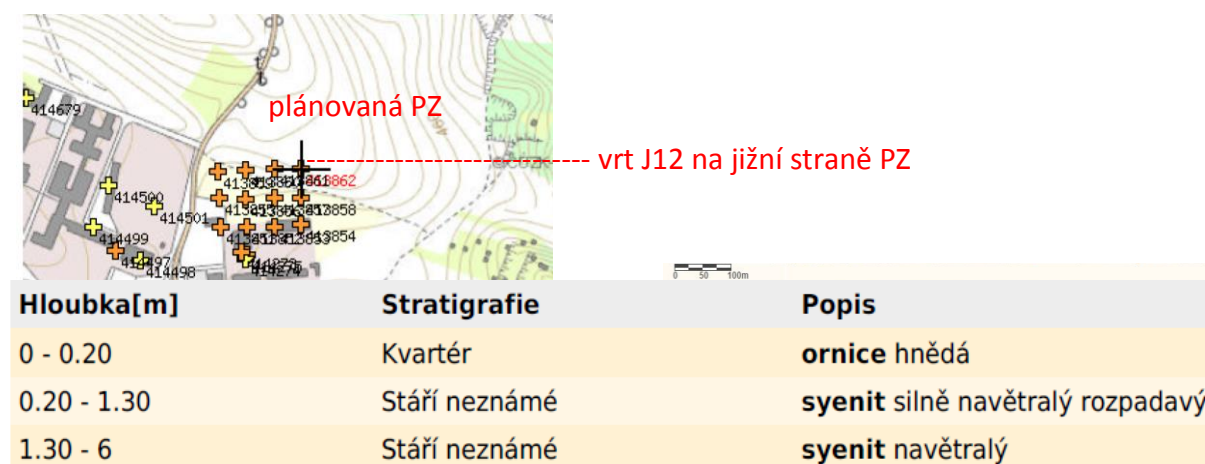 414679
plánovaná PZ
vrt J12 na jižní straně PZ
413862
414500
414501
413858
414499
413854
414498
0 50 100m
Hloubka[m] Stratigrafie Popis
0 - 0.20 Kvartér ornice hnědá
0.20 - 1.30 Stáří neznámé syenit silně navětralý rozpadavý
1.30 - 6 Stáří neznámé syenit navětralý